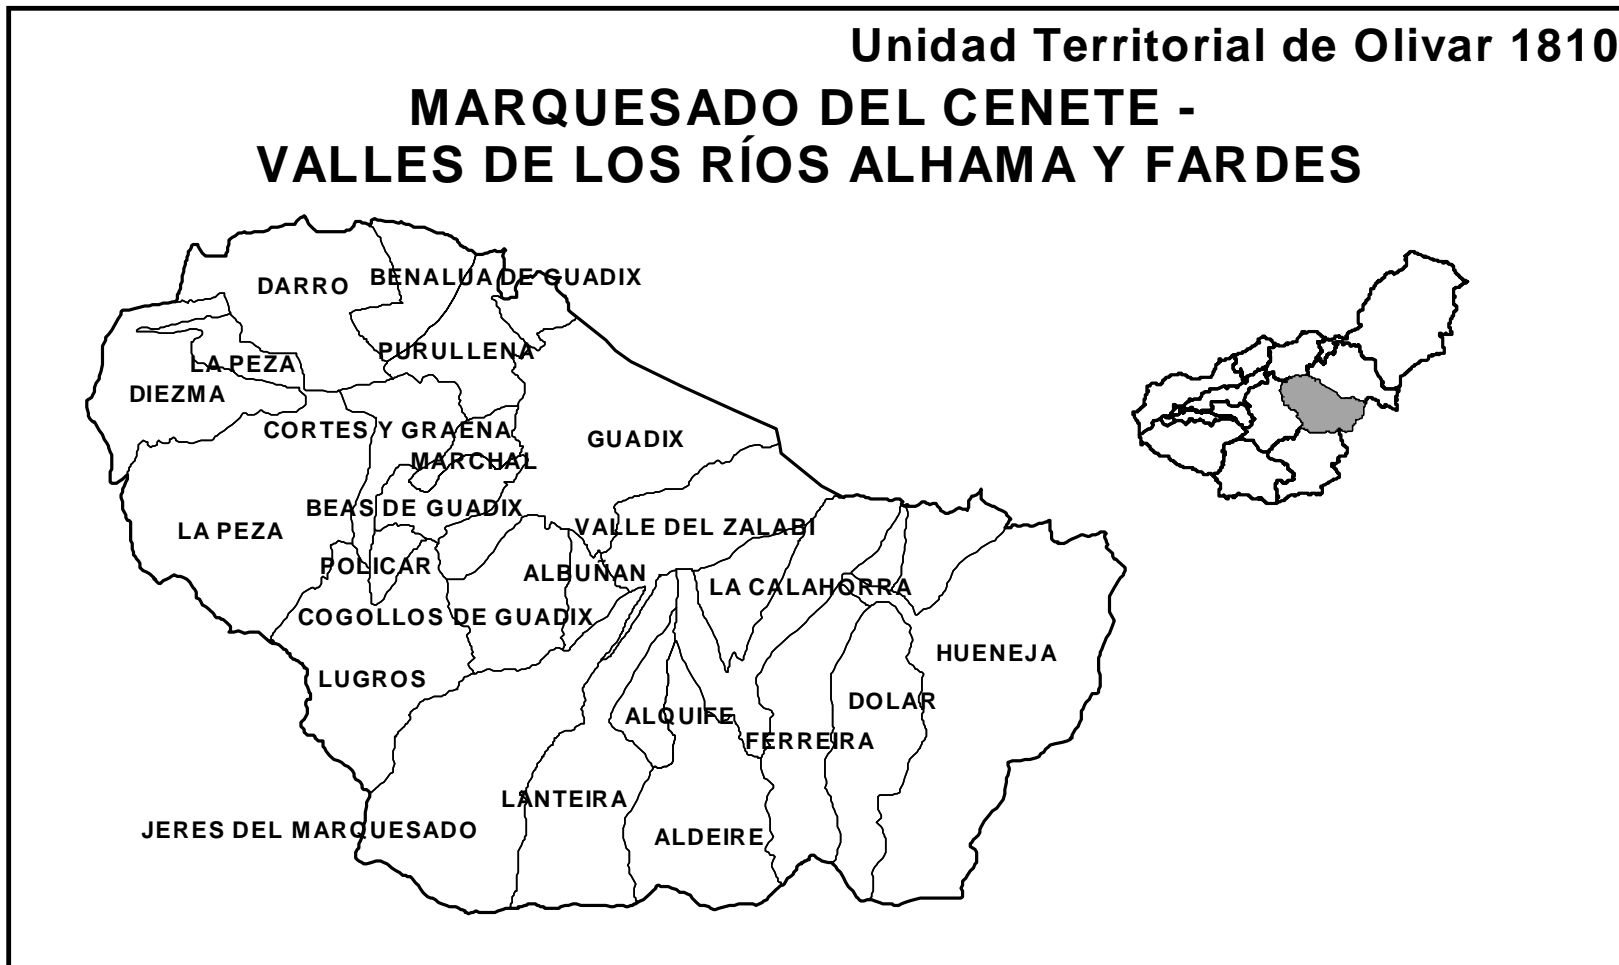 Unidad Territorial de Olivar 1810
MARQUESADO DEL CENETE -
VALLES DE LOS RÍOS ALHAMA Y FARDES
DARRO
BENALUA DE GUADIX
LA PEZA
PURULLENA
DIEZMA
CORTES Y GRAENA
GUADIX
MARCHAL
BEAS DE GUADIX
LA PEZA
VALLE DEL ZALABI
POLICAR
ALBUÑAN
LA CALAHORRA
COGOLLOS DE GUADIX
HUENEJA
LUGROS
DOLAR
ALQUIFE
FERREIRA
LANTEIRA
JERES DEL MARQUESADO
ALDEIRE